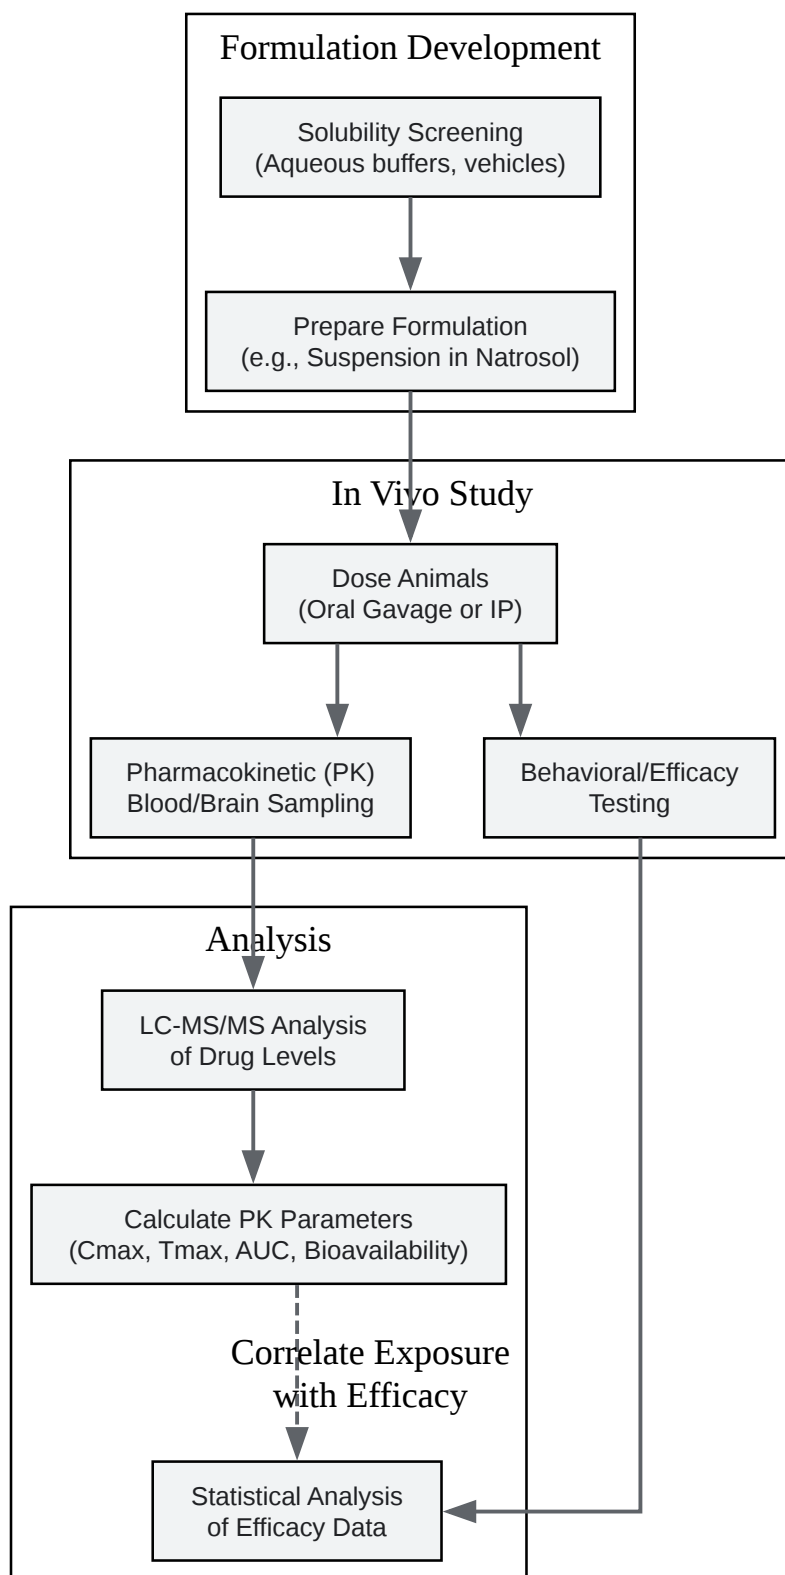 Formulation Development
Solubility Screening
(Aqueous buffers, vehicles)
Prepare Formulation
(e.g., Suspension in Natrosol)
In Vivo Study
Dose Animals
(Oral Gavage or IP)
Pharmacokinetic (PK)
Blood/Brain Sampling
Behavioral/Efficacy
Testing
Analysis
LC-MS/MS Analysis
of Drug Levels
Calculate PK Parameters
(Cmax, Tmax, AUC, Bioavailability)
Correlate Exposure
with Efficacy
Statistical Analysis
of Efficacy Data